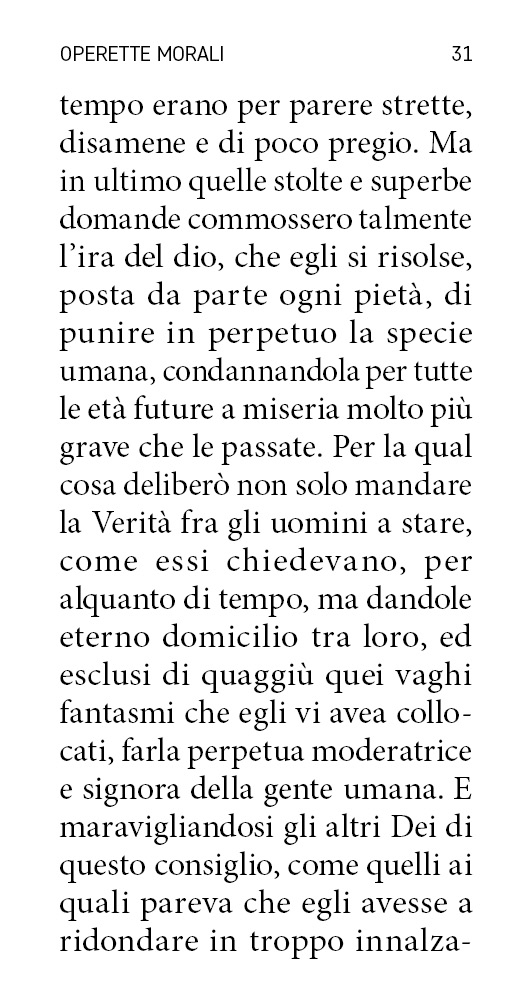 OPERETTE MORALI 31
tempo erano per parere strette,
disamene e di poco pregio. Ma
in ultimo quelle stolte e superbe
domande commossero talmente
l’ira del dio, che egli si risolse,
posta da parte ogni pietà, di
punire in perpetuo la specie
umana, condannandola per tutte
le età future a miseria molto più
grave che le passate. Per la qual
cosa deliberò non solo mandare
la Verità fra gli uomini a stare,
come essi chiedevano, per
alquanto di tempo, ma dandole
eterno domicilio tra loro, ed
esclusi di quaggiù quei vaghi
fantasmi che egli vi avea collo-
cati, farla perpetua moderatrice
e signora della gente umana. E
maravigliandosi gli altri Dei di
questo consiglio, come quelli ai
quali pareva che egli avesse a
ridondare in troppo innalza-